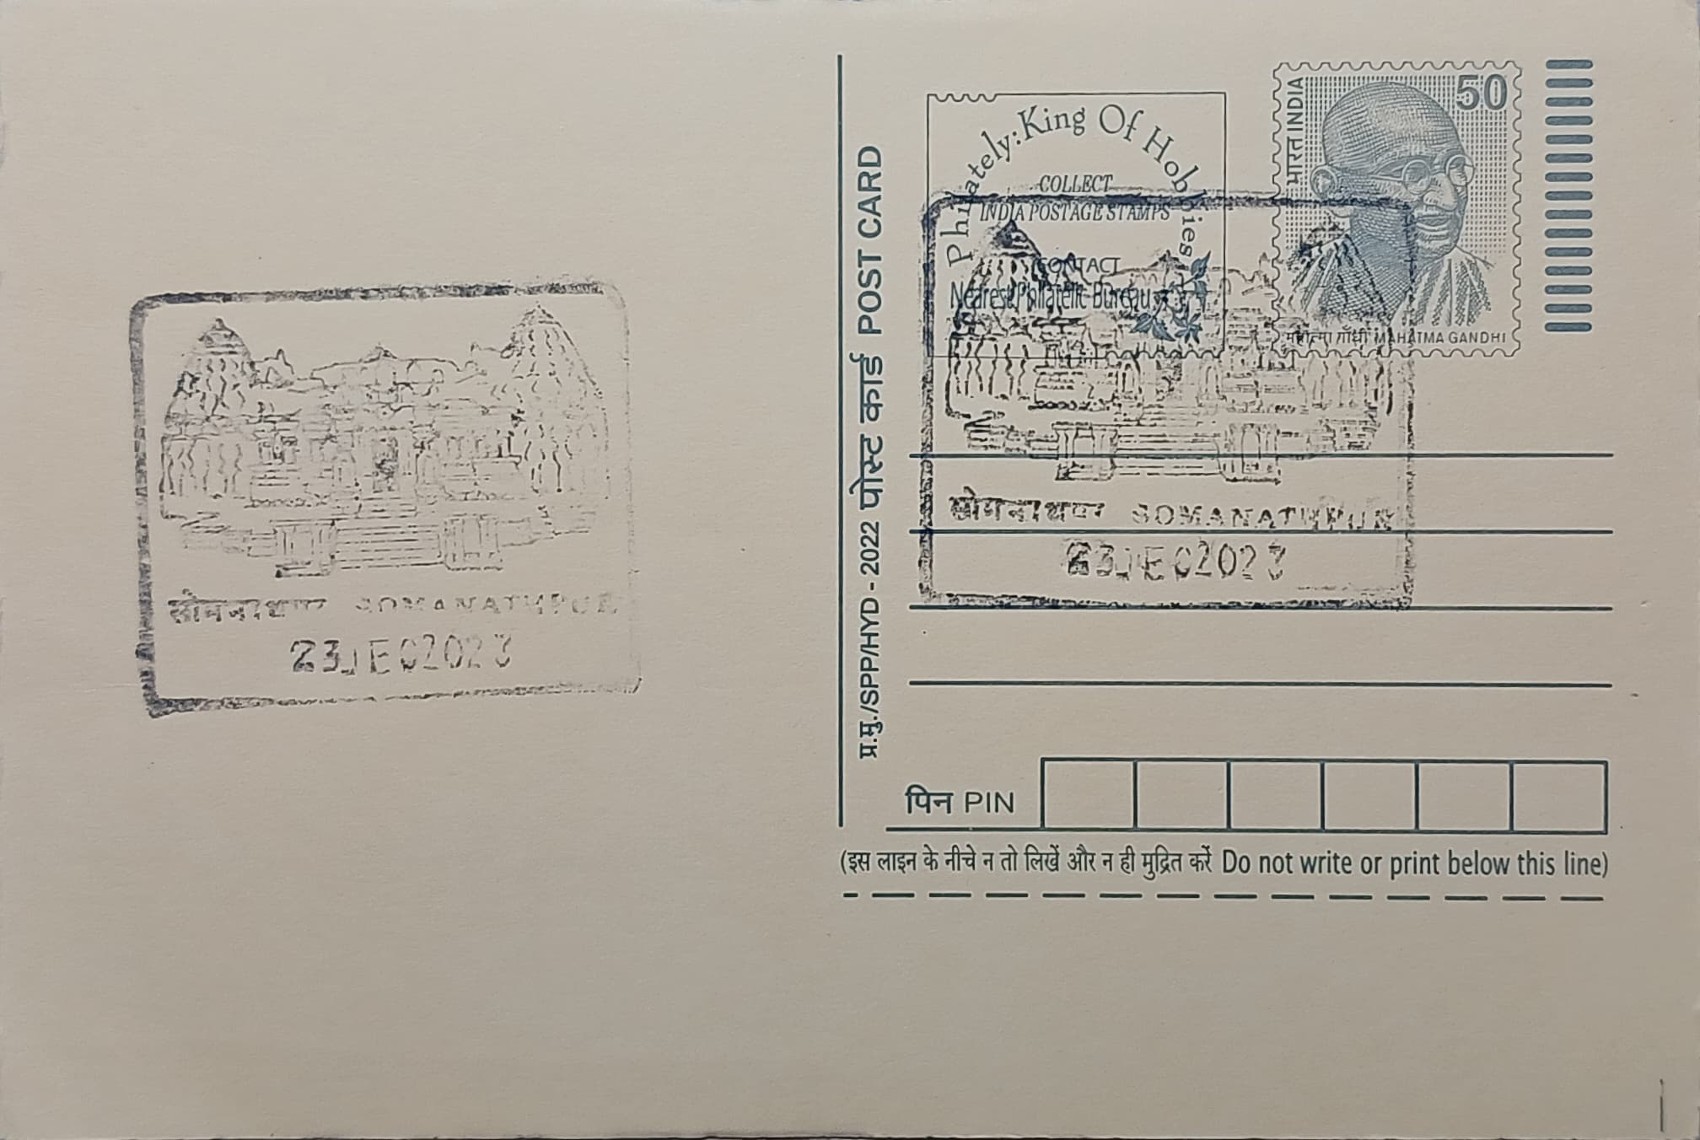 सोमनाथपुर SOMANATHPUR
23 DEC 2023
प्र.मु./SPP/HYD - 2022 पोस्ट कार्ड POST CARD
Philately: King Of Hobbies
COLLECT
INDIA POSTAGE STAMPS
CONTACT
Nearest Philatelic Bureau
भारत INDIA
50
महात्मा गाँधी MAHATMA GANDHI
सोमनाथपुर SOMANATHPUR
23 DEC 2023
पिन PIN
(इस लाइन के नीचे न तो लिखें और न ही मुद्रित करें Do not write or print below this line)